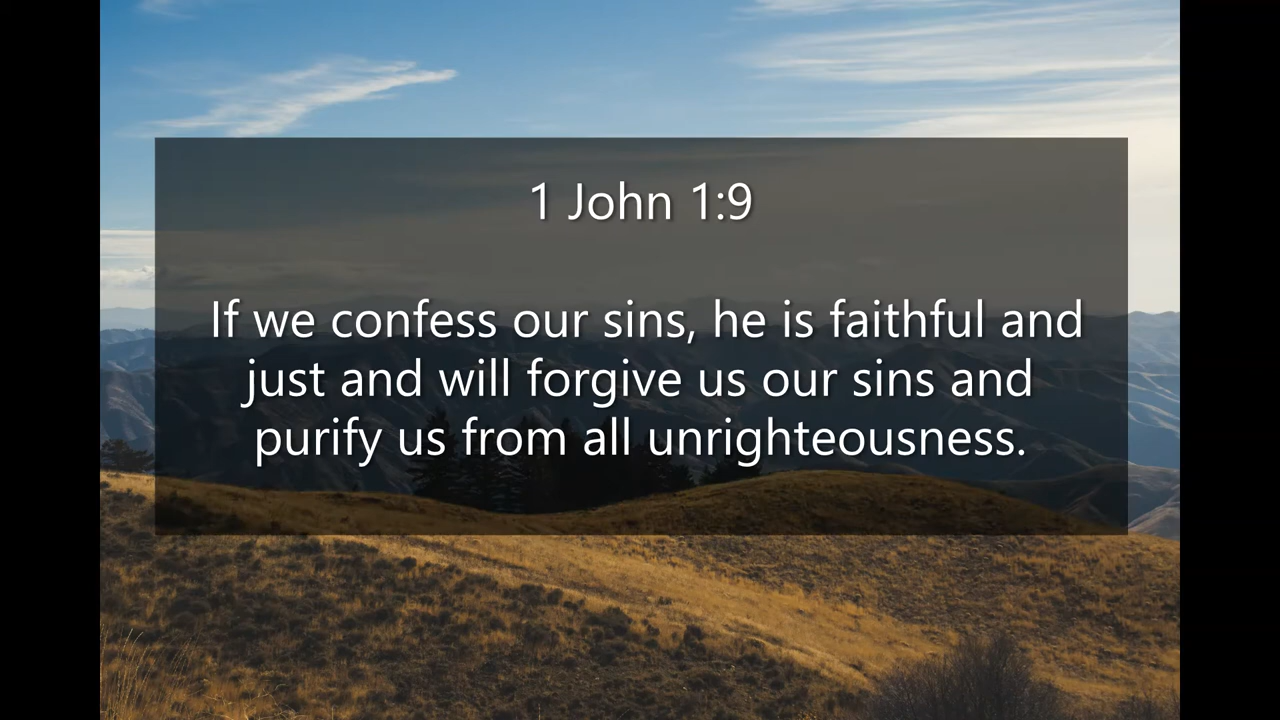 1 John 1:9
If we confess our sins, he is faithful and
just and will forgive us our sins and
purify us from all unrighteousness.